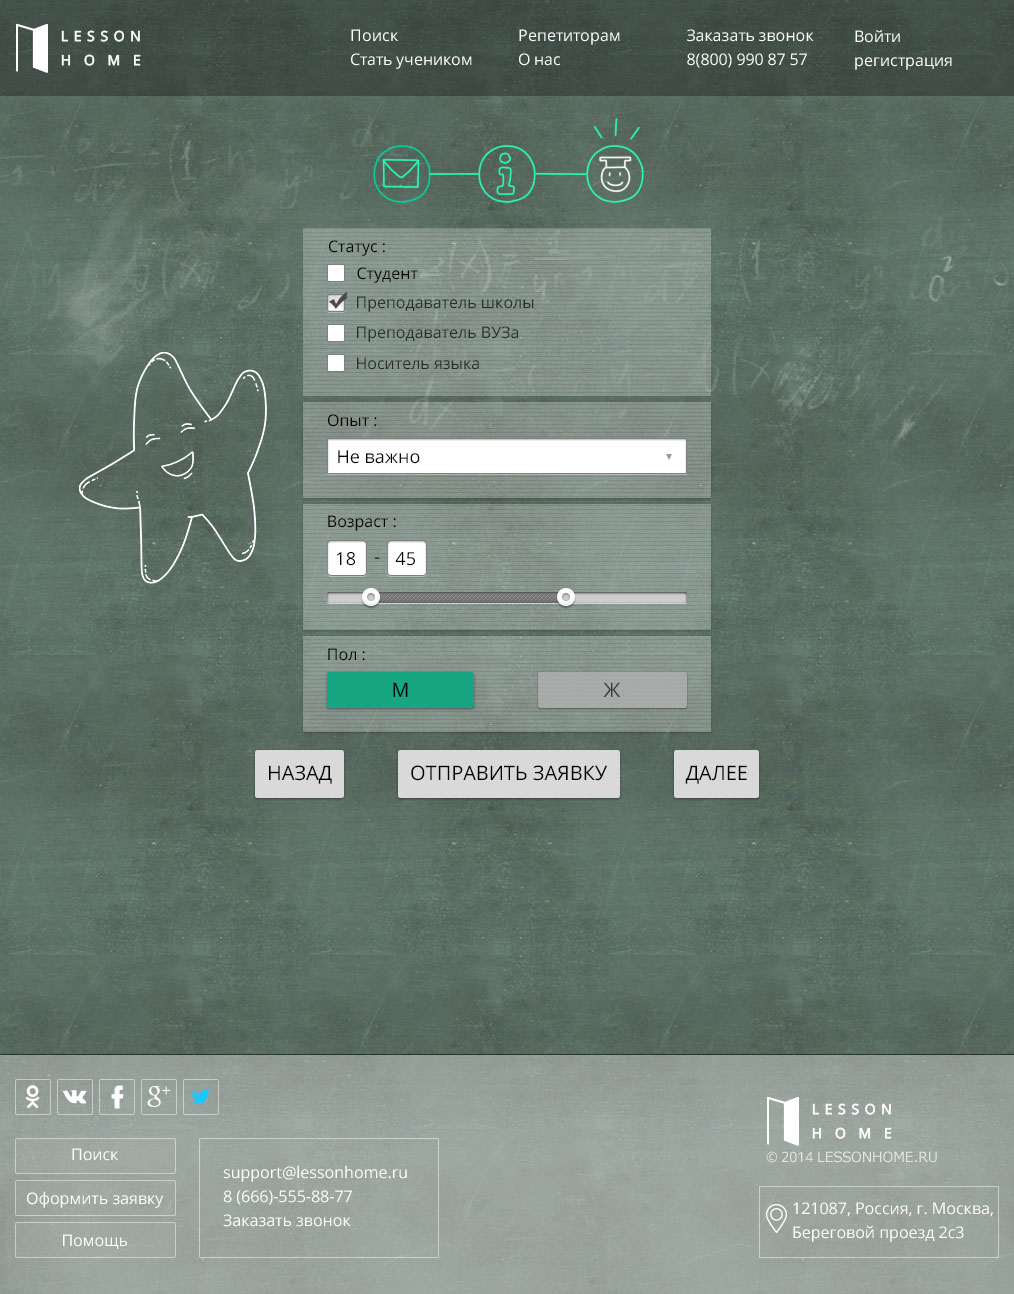 LESSON
HOME
Поиск
Стать учеником
Репетиторам
О нас
Заказать звонок
8(800) 990 87 57
Войти
регистрация
Статус :
Студент
Преподаватель школы
Преподаватель ВУЗа
Носитель языка
Опыт :
Не важно
Возраст :
18 - 45
Пол :
М
Ж
НАЗАД
ОТПРАВИТЬ ЗАЯВКУ
ДАЛЕЕ
Поиск
Оформить заявку
Помощь
support@lessonhome.ru
8 (666)-555-88-77
Заказать звонок
LESSON
HOME
© 2014 LESSONHOME.RU
121087, Россия, г. Москва,
Береговой проезд 2с3